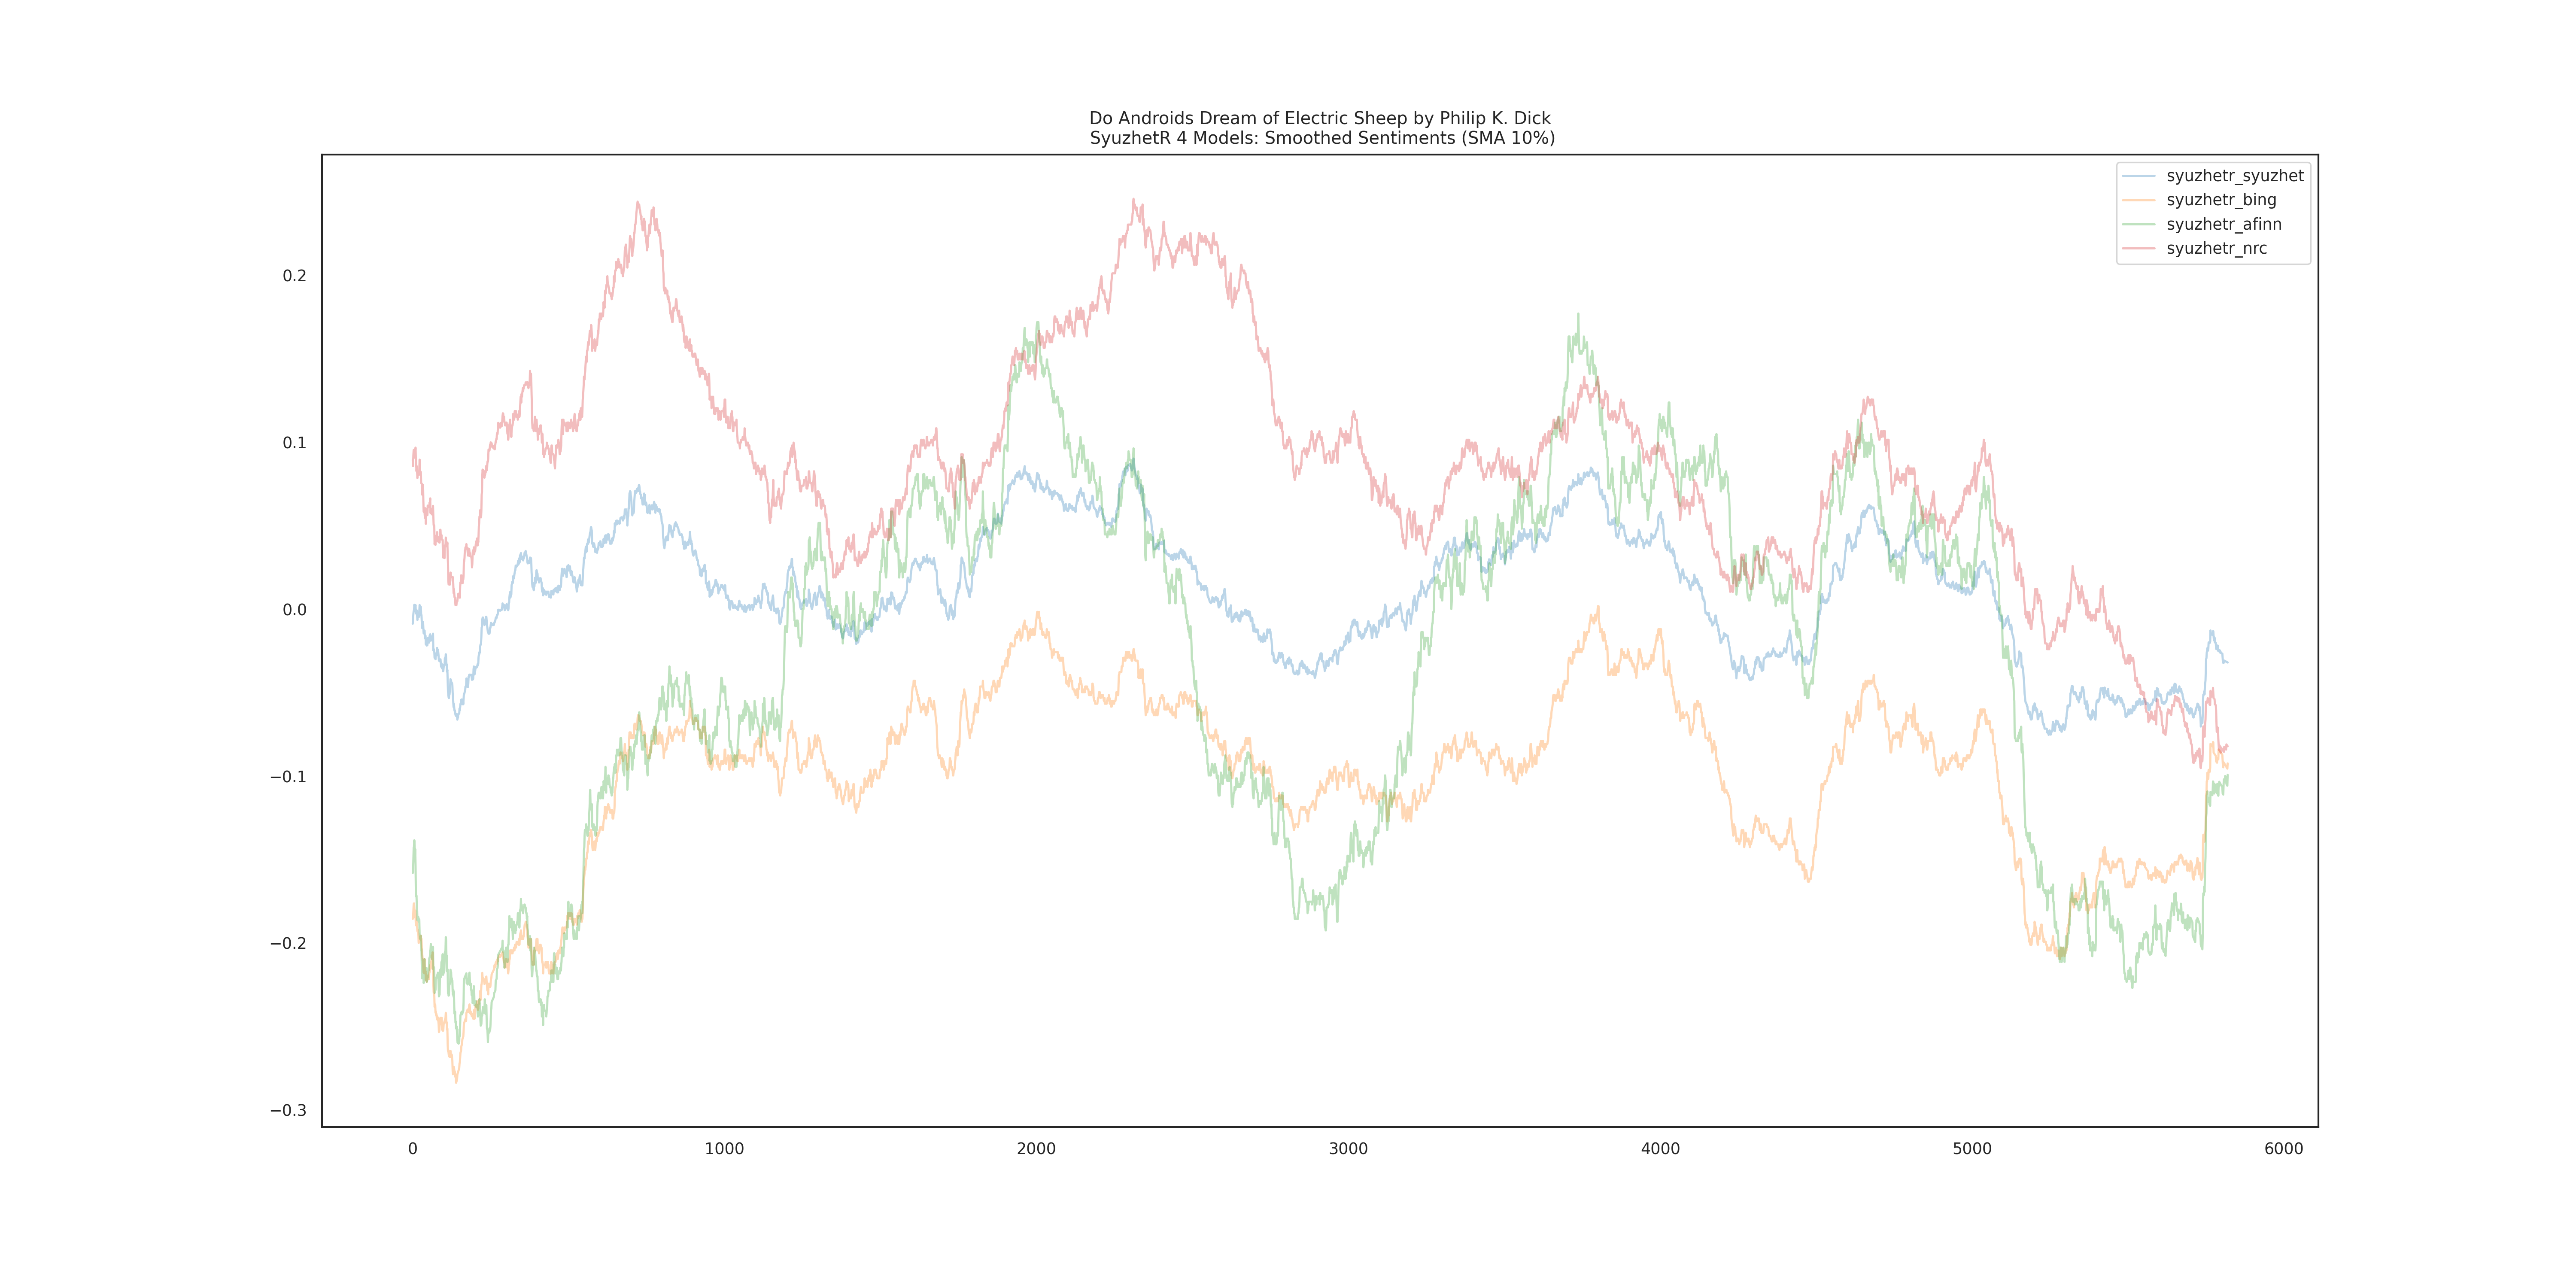 Do Androids Dream of Electric Sheep by Philip K. Dick
SyuzhetR 4 Models: Smoothed Sentiments (SMA 10%)
syuzhetr_syuzhet
syuzhetr_bing
syuzhetr_afinn
syuzhetr_nrc
0.2
0.1
0.0
−0.1
−0.2
−0.3
0 1000 2000 3000 4000 5000 6000